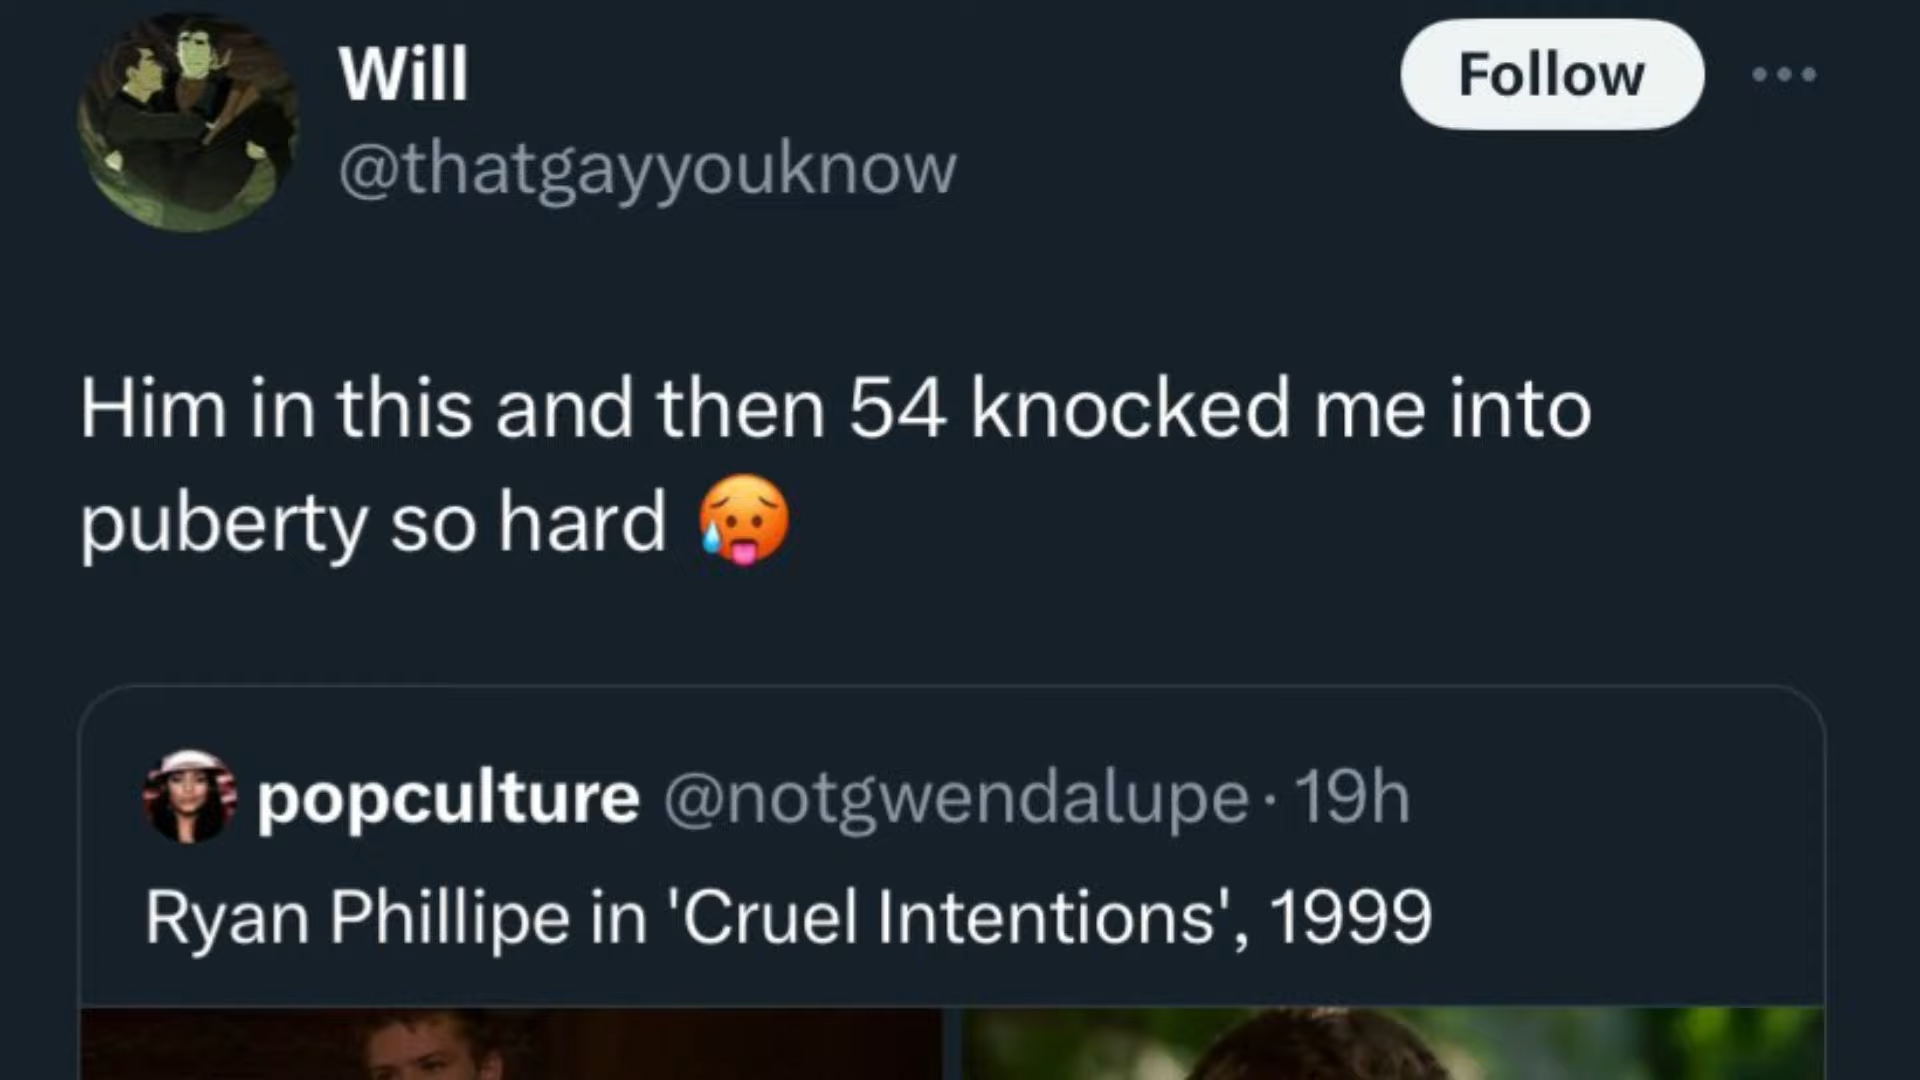 Will
Follow
@thatgayyouknow
Him in this and then 54 knocked me into
puberty so hard 🥵
popculture @notgwendalupe · 19h
Ryan Phillipe in 'Cruel Intentions', 1999